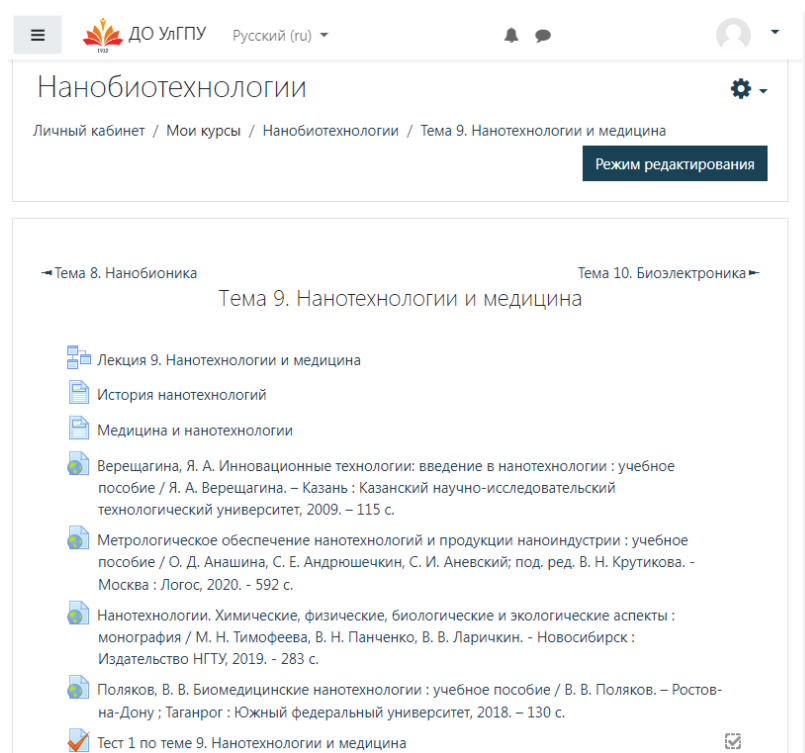 ДО УлГПУ Русский (ru)
1932
Нанобиотехнологии
Личный кабинет / Мои курсы / Нанобиотехнологии / Тема 9. Нанотехнологии и медицина
Режим редактирования
Тема 8. Нанобионика
Тема 10. Биоэлектроника
Тема 9. Нанотехнологии и медицина
Лекция 9. Нанотехнологии и медицина
История нанотехнологий
Медицина и нанотехнологии
Верещагина, Я. А. Инновационные технологии: введение в нанотехнологии : учебное
пособие / Я. А. Верещагина. – Казань : Казанский научно-исследовательский
технологический университет, 2009. – 115 с.
Метрологическое обеспечение нанотехнологий и продукции наноиндустрии : учебное
пособие / О. Д. Анашина, С. Е. Андрюшечкин, С. И. Аневский; под. ред. В. Н. Крутикова. -
Москва : Логос, 2020. - 592 с.
Нанотехнологии. Химические, физические, биологические и экологические аспекты :
монография / М. Н. Тимофеева, В. Н. Панченко, В. В. Ларичкин. - Новосибирск :
Издательство НГТУ, 2019. - 283 с.
Поляков, В. В. Биомедицинские нанотехнологии : учебное пособие / В. В. Поляков. – Ростов-
на-Дону ; Таганрог : Южный федеральный университет, 2018. – 130 с.
Тест 1 по теме 9. Нанотехнологии и медицина